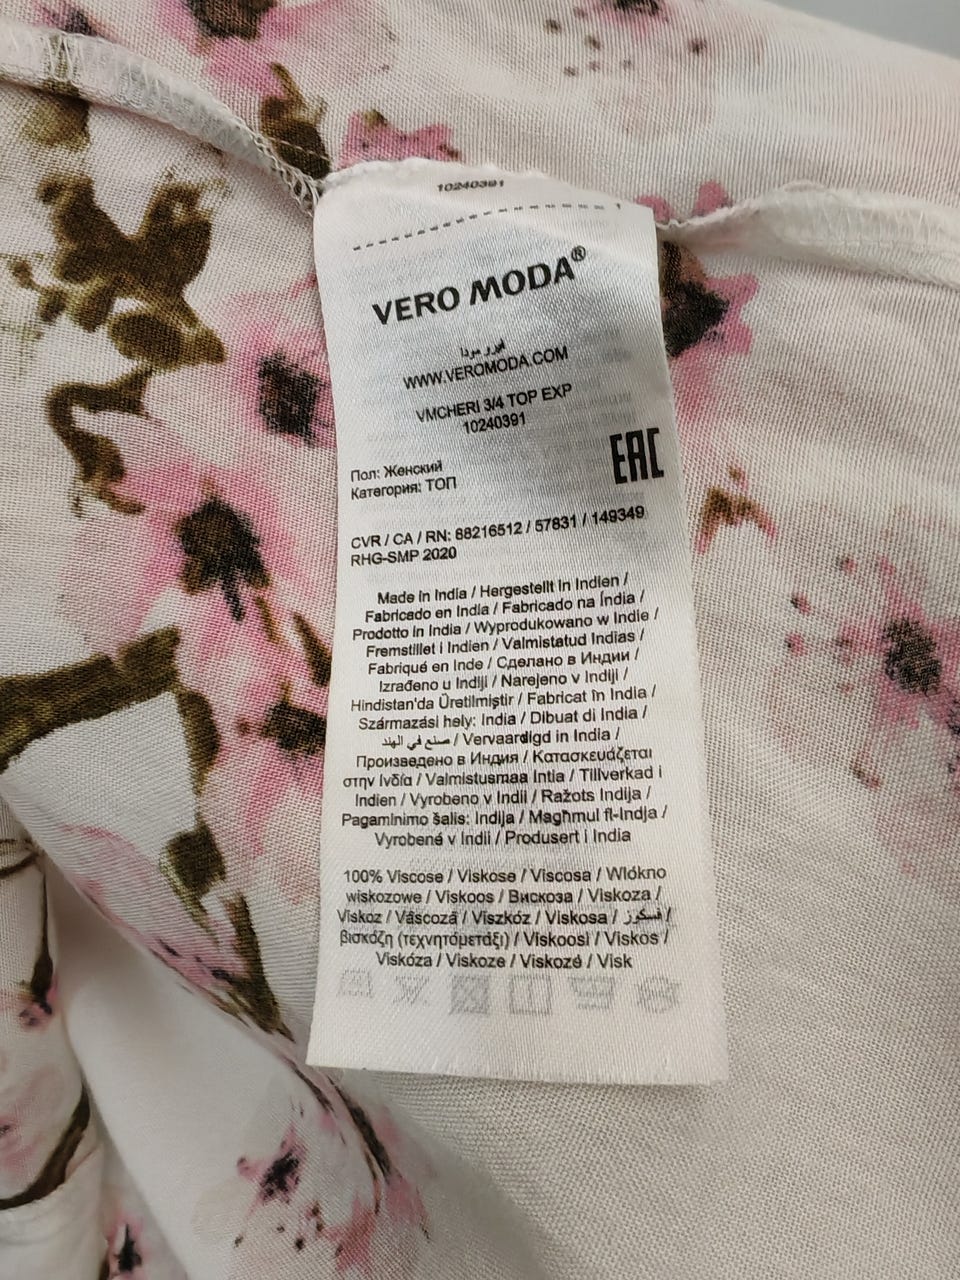 10240391
VERO MODA®
فيرو مودا
WWW.VEROMODA.COM
VMCHERI 3/4 TOP EXP
10240391
Пол: Женский
Категория: ТОП
EAC
CVR / CA / RN: 88216512 / 57831 / 149349
RHG-SMP 2020
Made in India / Hergestellt in Indien /
Fabricado en India / Fabricado na Índia /
Prodotto in India / Wyprodukowano w Indie /
Fremstillet i Indien / Valmistatud Indias /
Fabriqué en Inde / Сделано в Индии /
Izrađeno u Indiji / Narejeno v Indiji /
Hindistan'da Üretilmiştir / Fabricat în India /
Származási hely: India / Dibuat di India /
صنع في الهند / Vervaardigd in India /
Произведено в Индия / Κατασκευάζεται
στην Ινδία / Valmistusmaa Intia / Tillverkad i
Indien / Vyrobeno v Indii / Ražots Indija /
Pagaminimo šalis: Indija / Magħmul fl-Indja /
Vyrobené v Indii / Produsert i India
100% Viscose / Viskose / Viscosa / Włókno
wiskozowe / Viskoos / Вискоза / Viskoza /
Viskoz / Vâscoză / Viszkóz / Viskosa / فسكوز /
βισκόζη (τεχνητόμετάξι) / Viskoosi / Viskos /
Viskóza / Viskoze / Viskozé / Visk